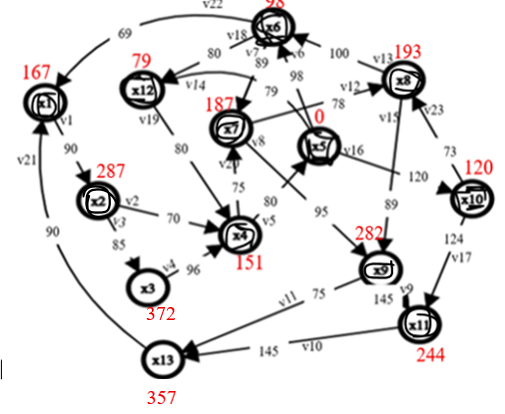 v22
98
69
x6
v18
v7
v6
80
89
100
v13
193
79
x12
v14
98
79
x8
v12
78
v23
v15
167
x1
v1
v19
187
x7
v8
0
x5
v16
73
v21
90
80
v20
120
120
x10
287
x2
v2
75
80
70
v5
95
89
124
v17
v3
85
x4
151
282
x9
90
v4
96
x3
372
v11
75
145
v9
x11
244
145
v10
x13
357